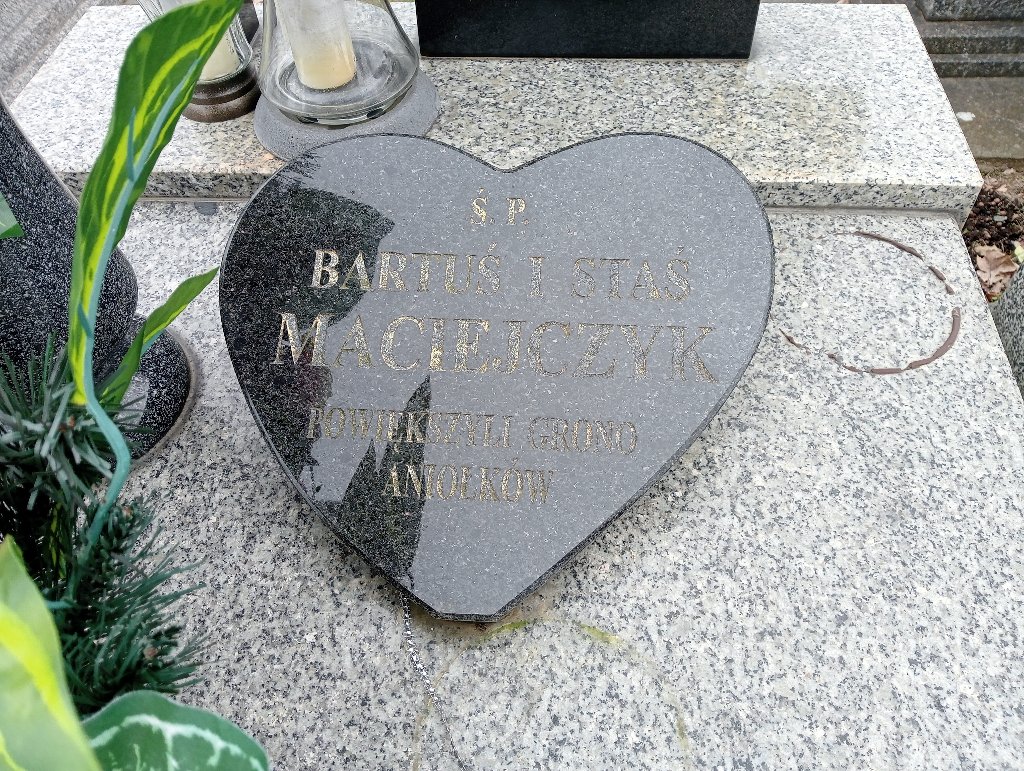 Ś. P.
BARTUŚ I STAŚ
MACIEJCZYK
POWIĘKSZYLI GRONO
ANIOŁKÓW